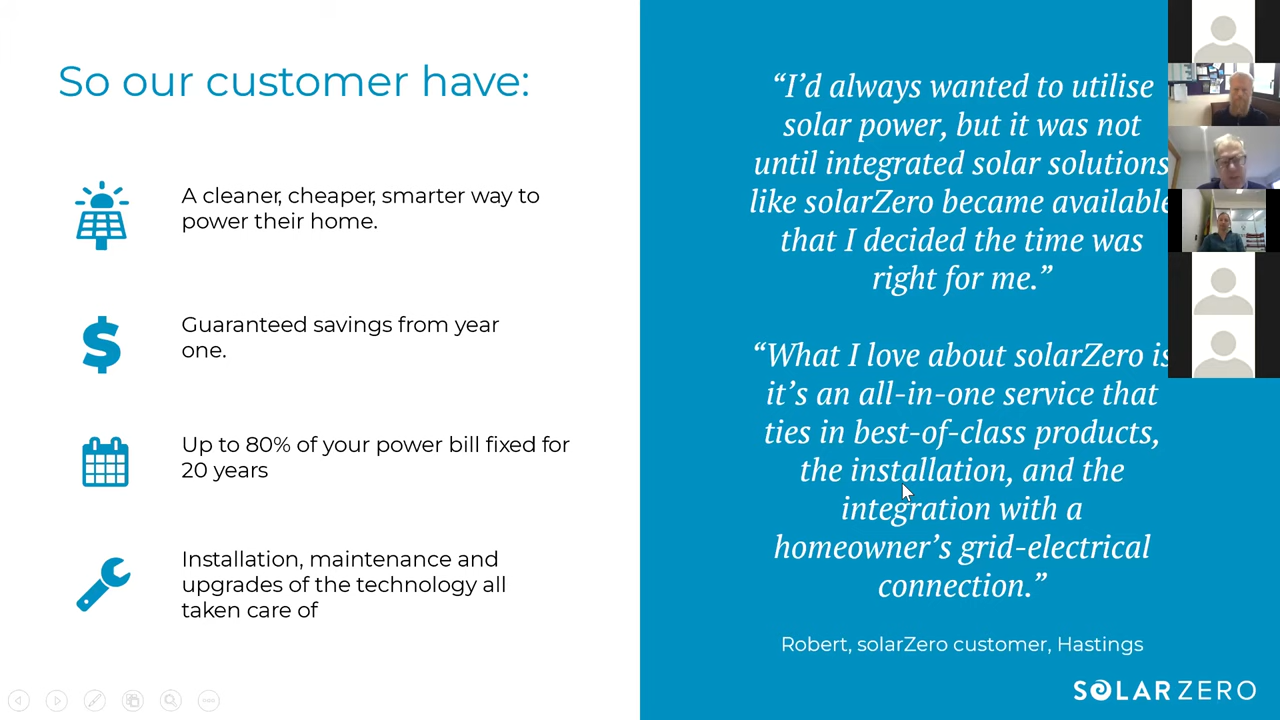 So our customer have:
A cleaner, cheaper, smarter way to
power their home.
Guaranteed savings from year
one.
Up to 80% of your power bill fixed for
20 years
Installation, maintenance and
upgrades of the technology all
taken care of
“I’d always wanted to utilise
solar power, but it was not
until integrated solar solutions
like solarZero became available
that I decided the time was
right for me.”
“What I love about solarZero is
it’s an all-in-one service that
ties in best-of-class products,
the installation, and the
integration with a
homeowner’s grid-electrical
connection.”
Robert, solarZero customer, Hastings
SOLARZERO